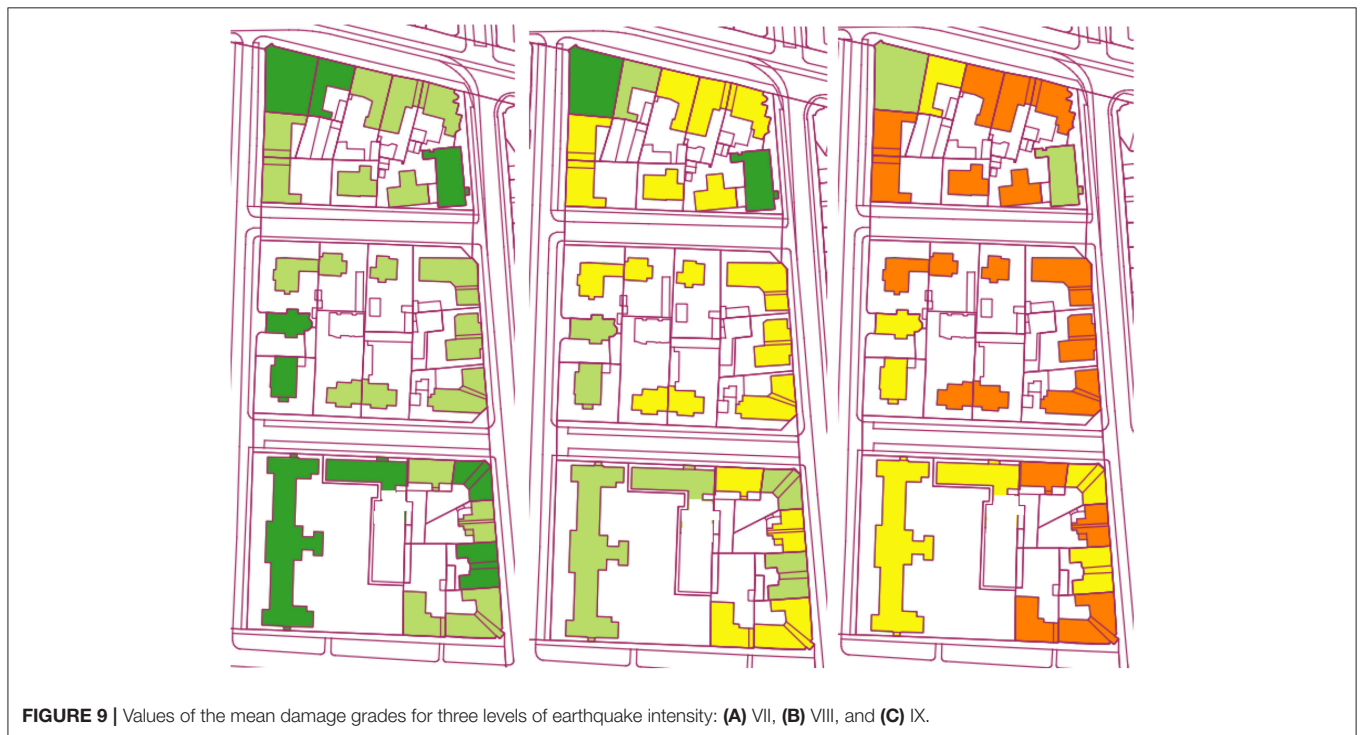 FIGURE 9 | Values of the mean damage grades for three levels of earthquake intensity: (A) VII, (B) VIII, and (C) IX.